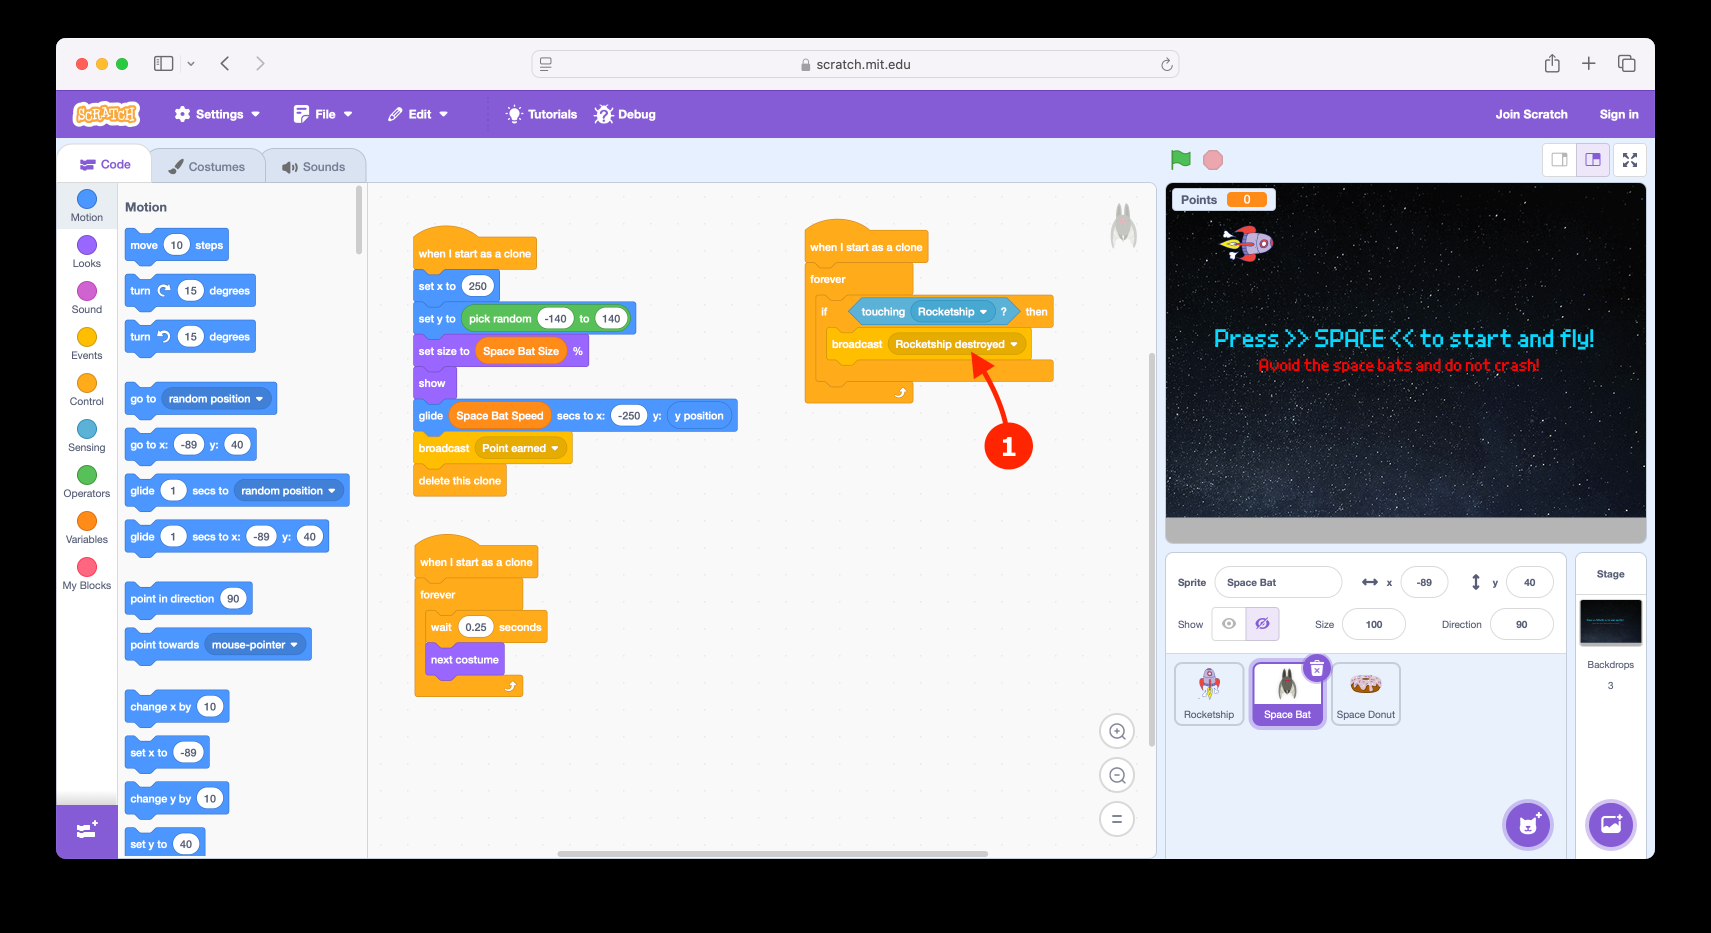 scratch.mit.edu
SCRATCH Settings File Edit Tutorials Debug Join Scratch Sign in
Code Costumes Sounds
Motion
Looks
Sound
Events
Control
Sensing
Operators
Variables
My Blocks
Motion
move 10 steps
turn 15 degrees
turn 15 degrees
go to random position
go to x: -89 y: 40
glide 1 secs to random position
glide 1 secs to x: -89 y: 40
point in direction 90
point towards mouse-pointer
change x by 10
set x to -89
change y by 10
set y to 40
when I start as a clone
set x to 250
set y to pick random -140 to 140
set size to Space Bat Size %
show
glide Space Bat Speed secs to x: -250 y: y position
broadcast Point earned
delete this clone
when I start as a clone
forever
wait 0.25 seconds
next costume
when I start as a clone
forever
if touching Rocketship ? then
broadcast Rocketship destroyed
1
Points 0
Press >> SPACE << to start and fly!
Avoid the space bats and do not crash!
Sprite Space Bat x -89 y 40
Show Size 100 Direction 90
Rocketship Space Bat Space Donut
Stage
Backdrops
3